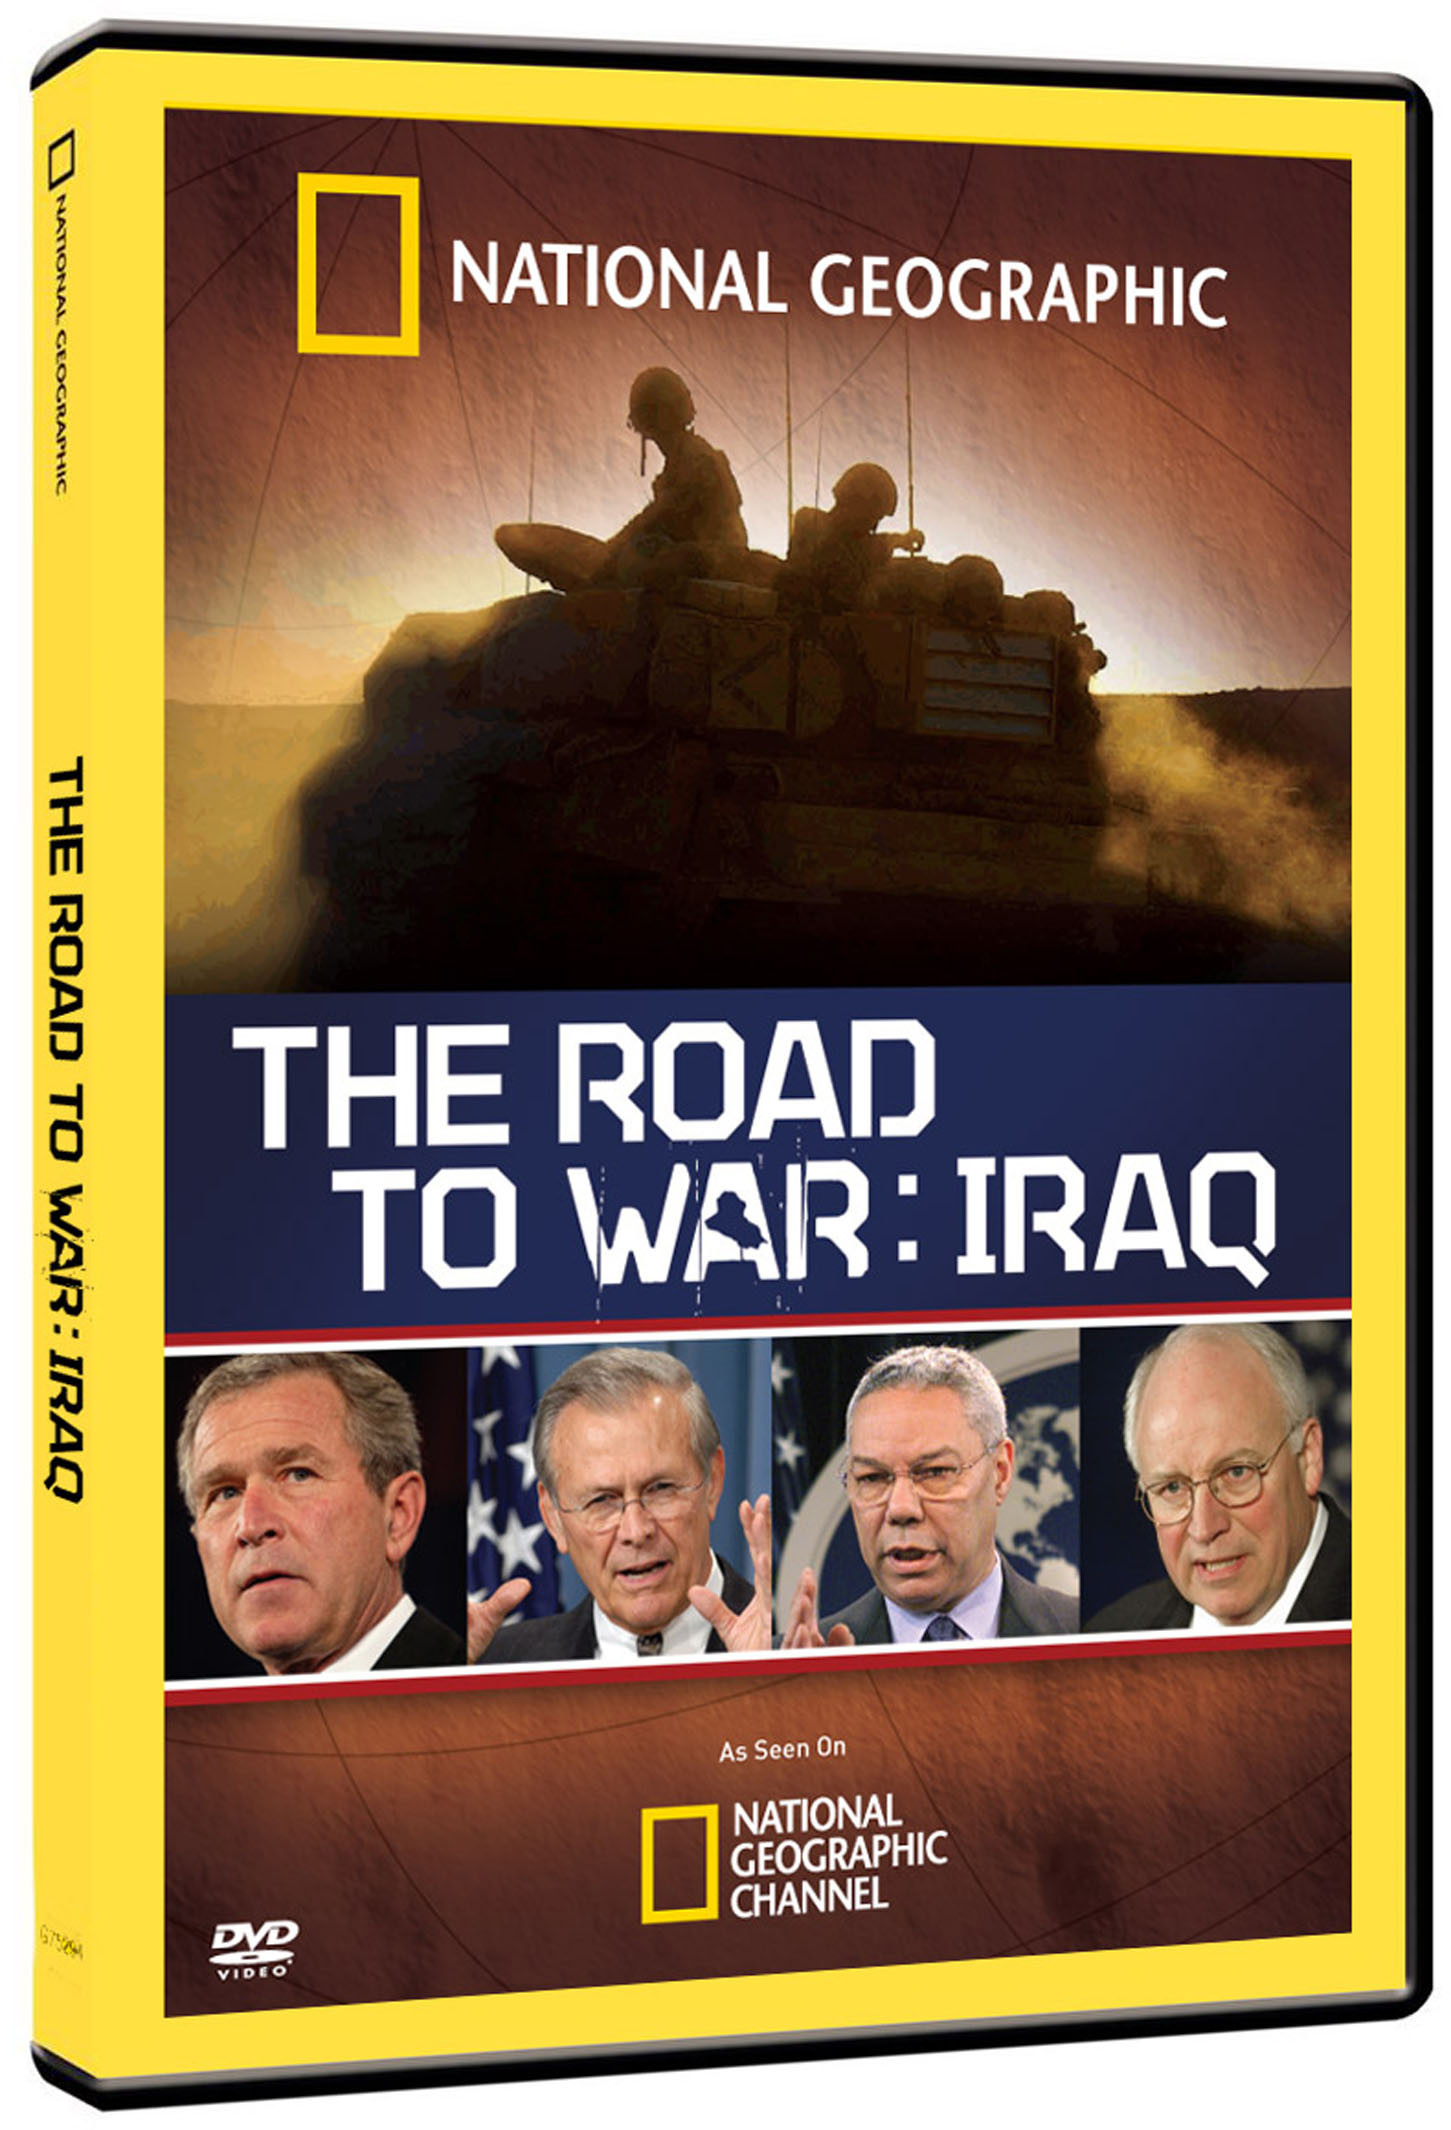 NATIONAL GEOGRAPHIC
THE ROAD TO WAR: IRAQ
NATIONAL GEOGRAPHIC
THE ROAD
TO WAR: IRAQ
As Seen On
NATIONAL
GEOGRAPHIC
CHANNEL
DVD
VIDEO